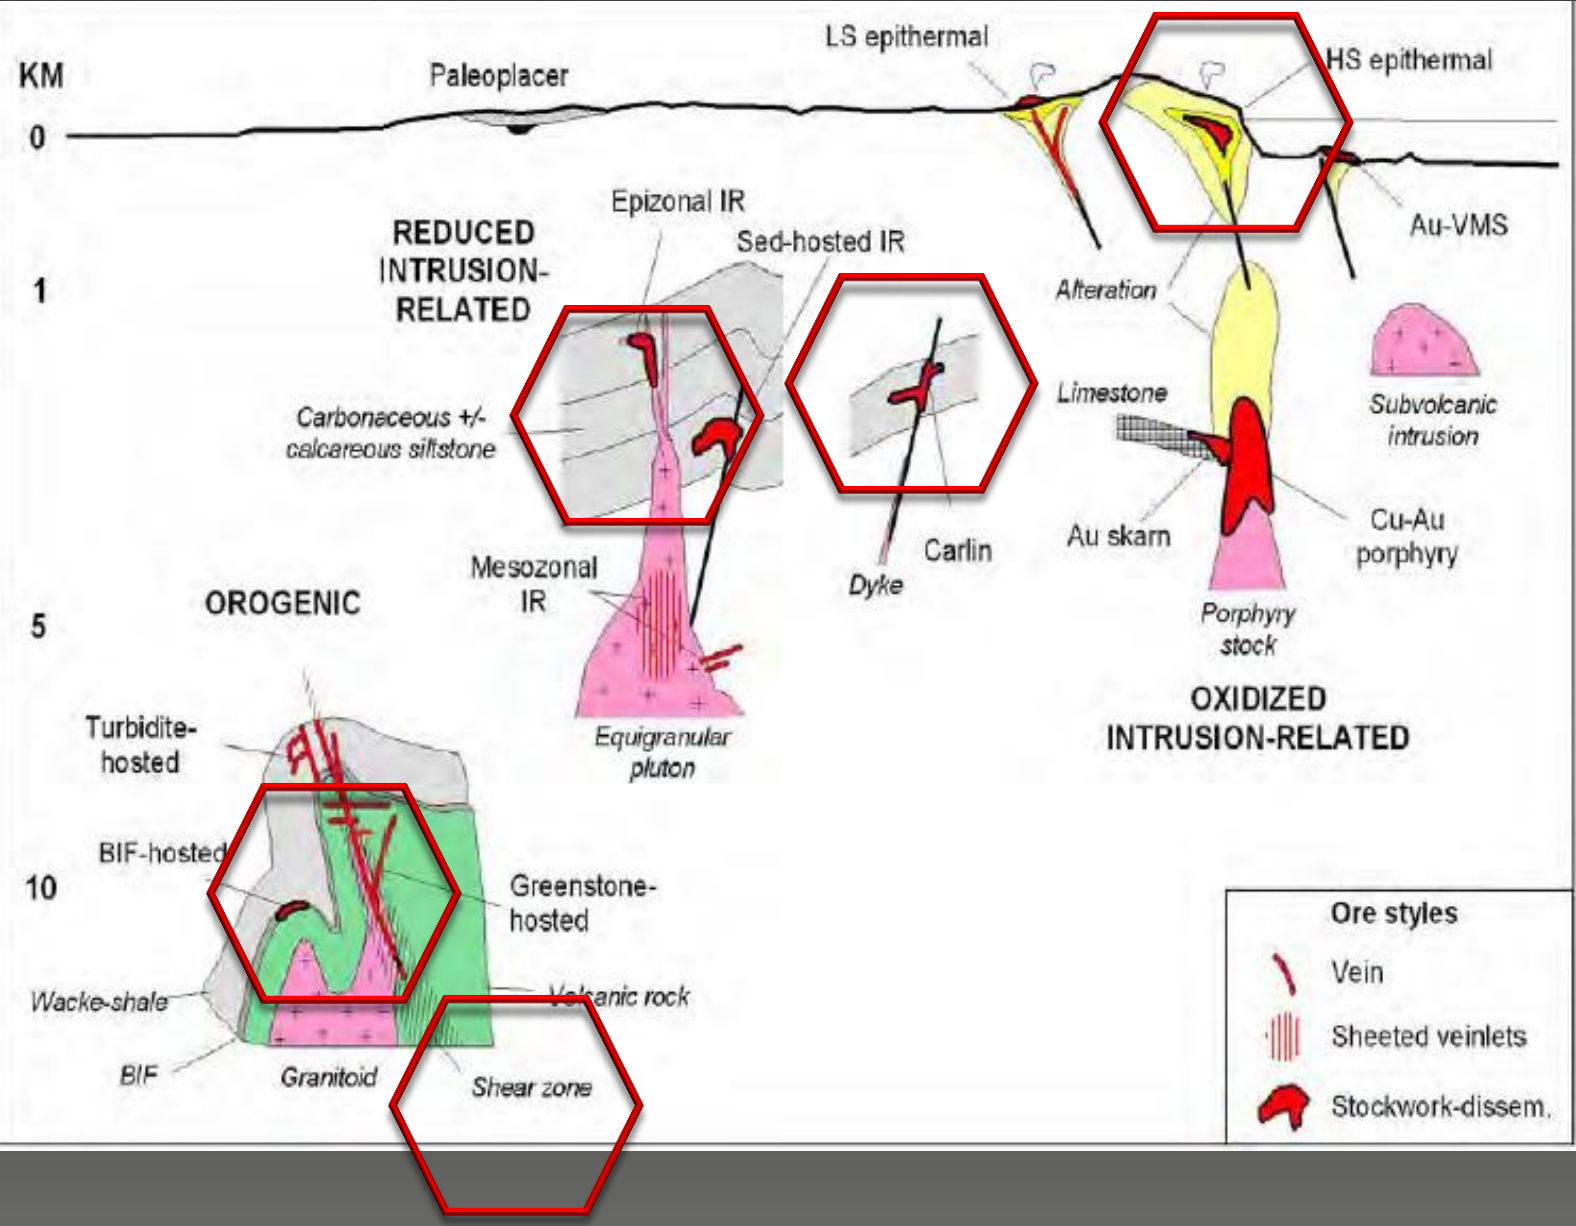 KM
0
1
5
10
Paleoplacer
LS epithermal
HS epithermal
Au-VMS
Epizonal IR
Sed-hosted IR
REDUCED
INTRUSION-
RELATED
Alteration
Carbonaceous +/-
calcareous siltstone
Limestone
Subvolcanic
intrusion
Mesozonal
IR
Carlin
Dyke
Au skarn
Cu-Au
porphyry
Porphyry
stock
OROGENIC
OXIDIZED
INTRUSION-RELATED
Equigranular
pluton
Turbidite-
hosted
BIF-hosted
Greenstone-
hosted
Wacke-shale
Volcanic rock
BIF
Granitoid
Shear zone
Ore styles
Vein
Sheeted veinlets
Stockwork-dissem.